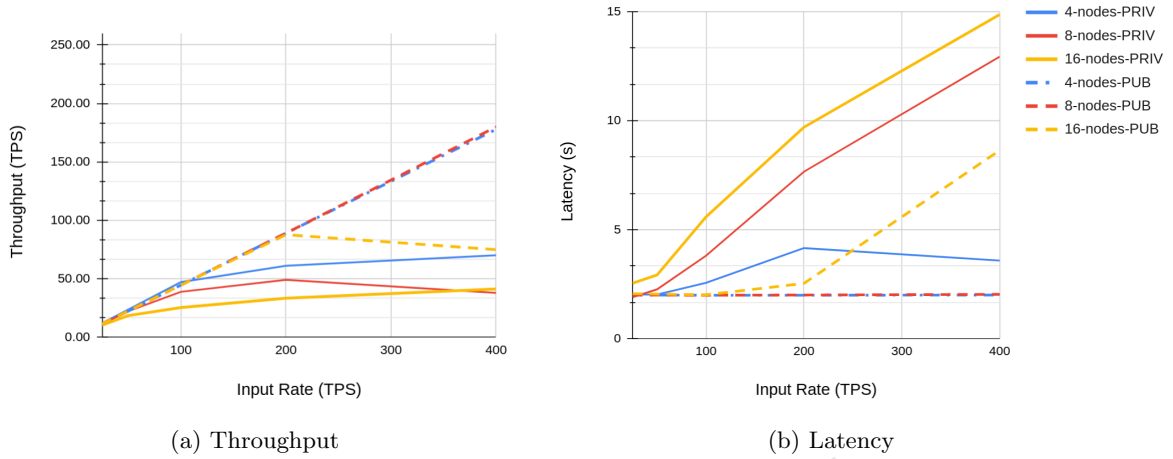 250.00
200.00
150.00
100.00
50.00
0.00
100
200
300
400
Throughput (TPS)
Input Rate (TPS)
(a) Throughput
15
10
5
0
100
200
300
400
Latency (s)
Input Rate (TPS)
4-nodes-PRIV
8-nodes-PRIV
16-nodes-PRIV
4-nodes-PUB
8-nodes-PUB
16-nodes-PUB
(b) Latency